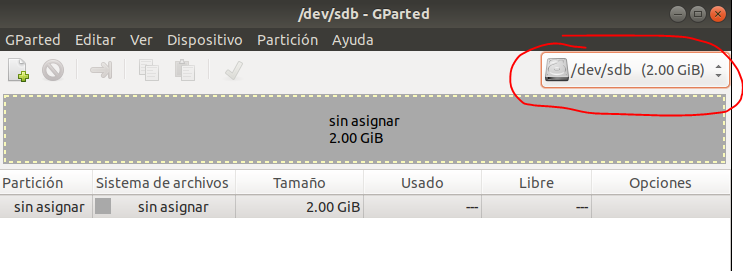 /dev/sdb - GParted
GParted Editar Ver Dispositivo Partición Ayuda
/dev/sdb (2.00 GiB)
sin asignar
2.00 GiB
Partición Sistema de archivos Tamaño Usado Libre Opciones
sin asignar sin asignar 2.00 GiB --- ---